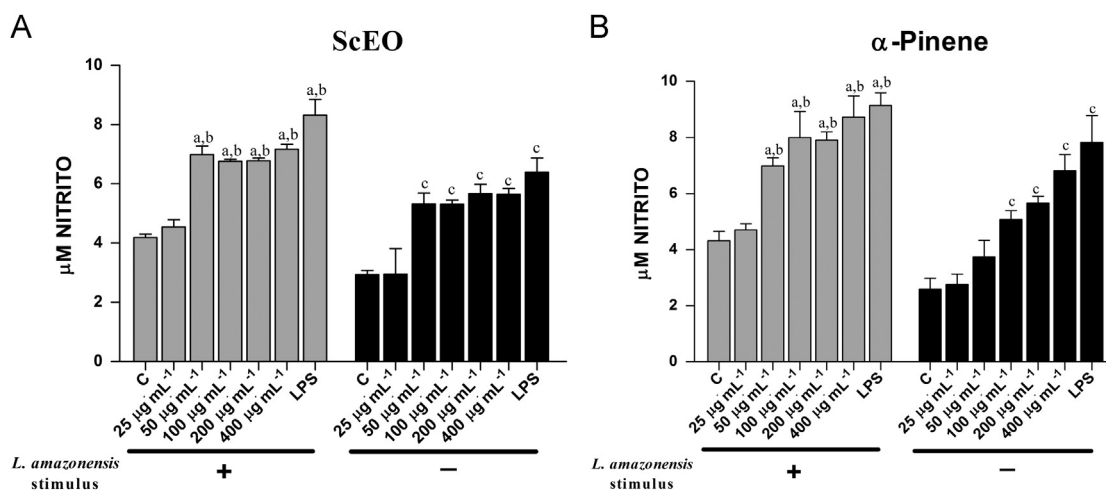 A
ScEO
10
8
6
4
2
0
µM NITRITO
a,b
a,b
a,b
a,b
a,b
c
c
c
c
c
C
25 µg mL-1
50 µg mL-1
100 µg mL-1
200 µg mL-1
400 µg mL-1
LPS
C
25 µg mL-1
50 µg mL-1
100 µg mL-1
200 µg mL-1
400 µg mL-1
LPS
L. amazonensis
stimulus
+
−
B
α-Pinene
10
8
6
4
2
0
µM NITRITO
a,b
a,b
a,b
a,b
a,b
c
c
c
c
C
25 µg mL-1
50 µg mL-1
100 µg mL-1
200 µg mL-1
400 µg mL-1
LPS
C
25 µg mL-1
50 µg mL-1
100 µg mL-1
200 µg mL-1
400 µg mL-1
LPS
L. amazonensis
stimulus
+
−